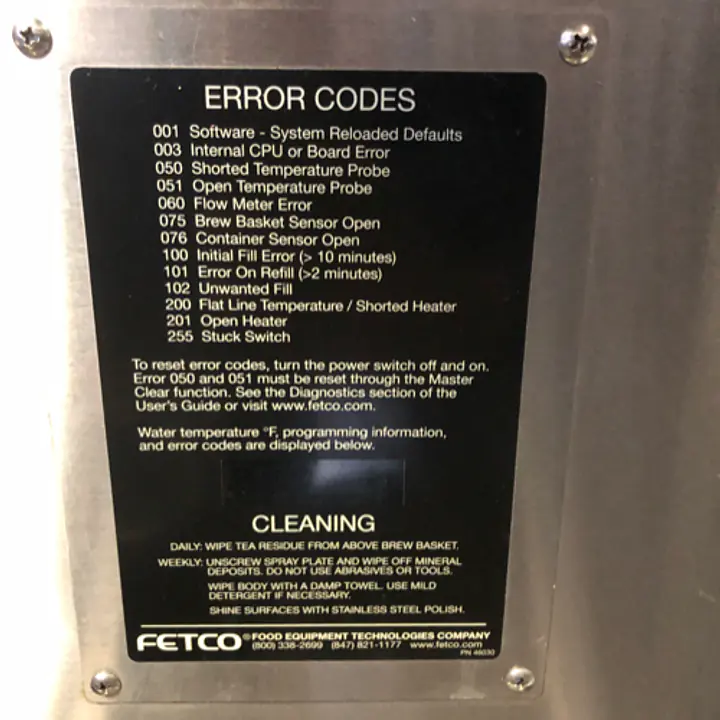 ERROR CODES
001 Software - System Reloaded Defaults
003 Internal CPU or Board Error
050 Shorted Temperature Probe
051 Open Temperature Probe
060 Flow Meter Error
075 Brew Basket Sensor Open
076 Container Sensor Open
100 Initial Fill Error (> 10 minutes)
101 Error On Refill (>2 minutes)
102 Unwanted Fill
200 Flat Line Temperature / Shorted Heater
201 Open Heater
255 Stuck Switch
To reset error codes, turn the power switch off and on.
Error 050 and 051 must be reset through the Master
Clear function. See the Diagnostics section of the
User's Guide or visit www.fetco.com.
Water temperature °F, programming information,
and error codes are displayed below.
CLEANING
DAILY: WIPE TEA RESIDUE FROM ABOVE BREW BASKET.
WEEKLY: UNSCREW SPRAY PLATE AND WIPE OFF MINERAL
DEPOSITS. DO NOT USE ABRASIVES OR TOOLS.
WIPE BODY WITH A DAMP TOWEL. USE MILD
DETERGENT IF NECESSARY.
SHINE SURFACES WITH STAINLESS STEEL POLISH.
FETCO® FOOD EQUIPMENT TECHNOLOGIES COMPANY
(800) 338-2699 (847) 821-1177 www.fetco.com
PN 46030